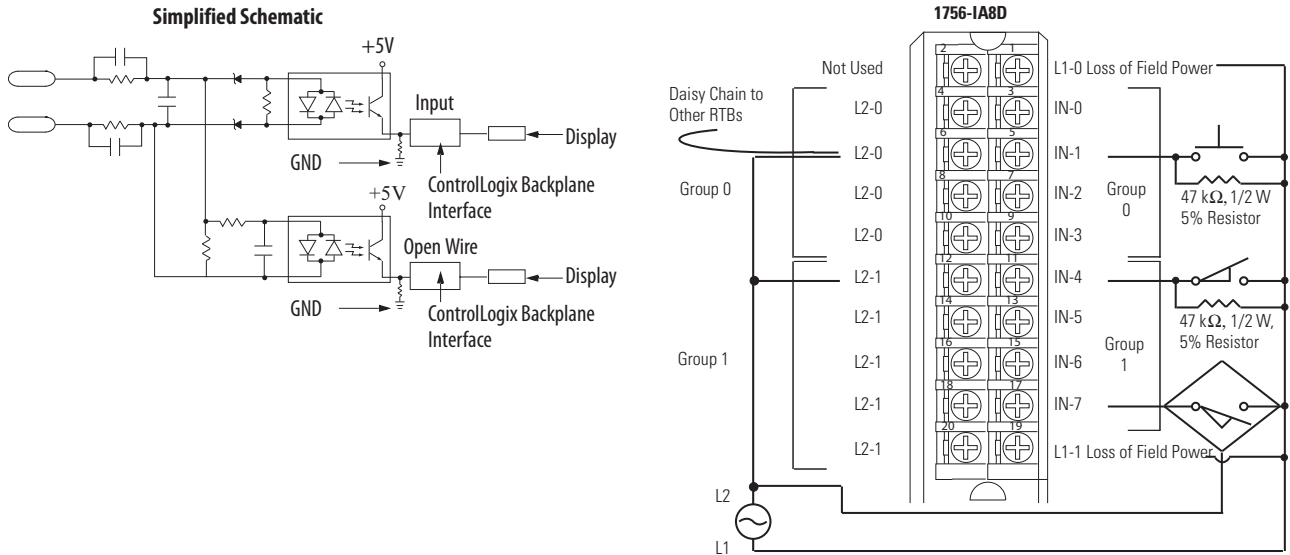 Simplified Schematic
+5V
Input
Display
GND
ControlLogix Backplane
Interface
+5V
Open Wire
Display
GND
ControlLogix Backplane
Interface
1756-IA8D
2 1
Not Used
L1-0 Loss of Field Power
Daisy Chain to
Other RTBs
4 3
L2-0
IN-0
6 5
L2-0
IN-1
8 7
Group 0
L2-0
IN-2
Group
0
47 kΩ, 1/2 W
5% Resistor
10 9
L2-0
IN-3
12 11
L2-1
IN-4
14 13
L2-1
IN-5
47 kΩ, 1/2 W,
5% Resistor
16 15
Group 1
L2-1
IN-6
Group
1
18 17
L2-1
IN-7
20 19
L2-1
L1-1 Loss of Field Power
L2
L1